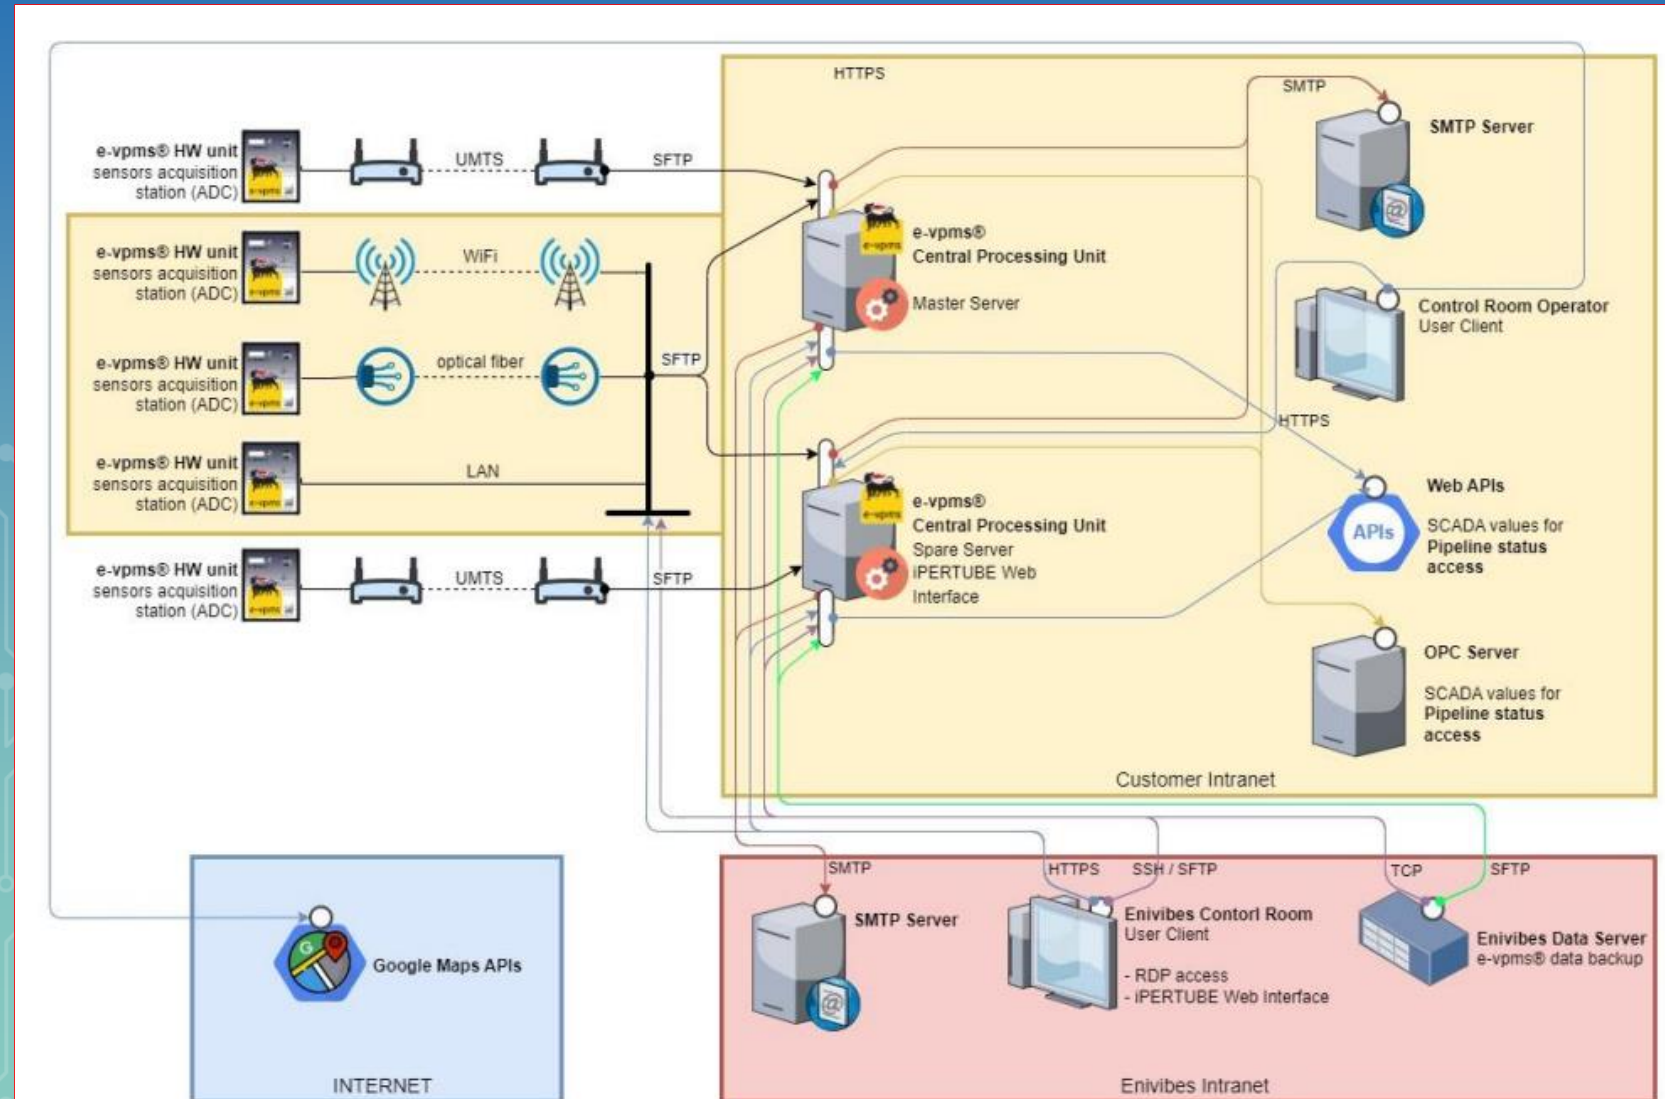 HTTPS
SMTP
SMTP Server
e-vpms® HW unit
sensors acquisition
station (ADC)
UMTS
SFTP
e-vpms® HW unit
sensors acquisition
station (ADC)
WiFi
e-vpms
e-vpms®
Central Processing Unit
Master Server
Control Room Operator
User Client
e-vpms® HW unit
sensors acquisition
station (ADC)
optical fiber
SFTP
HTTPS
e-vpms® HW unit
sensors acquisition
station (ADC)
LAN
e-vpms
e-vpms®
Central Processing Unit
Spare Server
iPERTUBE Web
Interface
Web APIs
APIs
SCADA values for
Pipeline status
access
e-vpms® HW unit
sensors acquisition
station (ADC)
UMTS
SFTP
OPC Server
SCADA values for
Pipeline status
access
Customer Intranet
SMTP
HTTPS
SSH / SFTP
TCP
SFTP
SMTP Server
Enivibes Contorl Room
User Client
- RDP access
- iPERTUBE Web Interface
Enivibes Data Server
e-vpms® data backup
G
Google Maps APIs
INTERNET
Enivibes Intranet